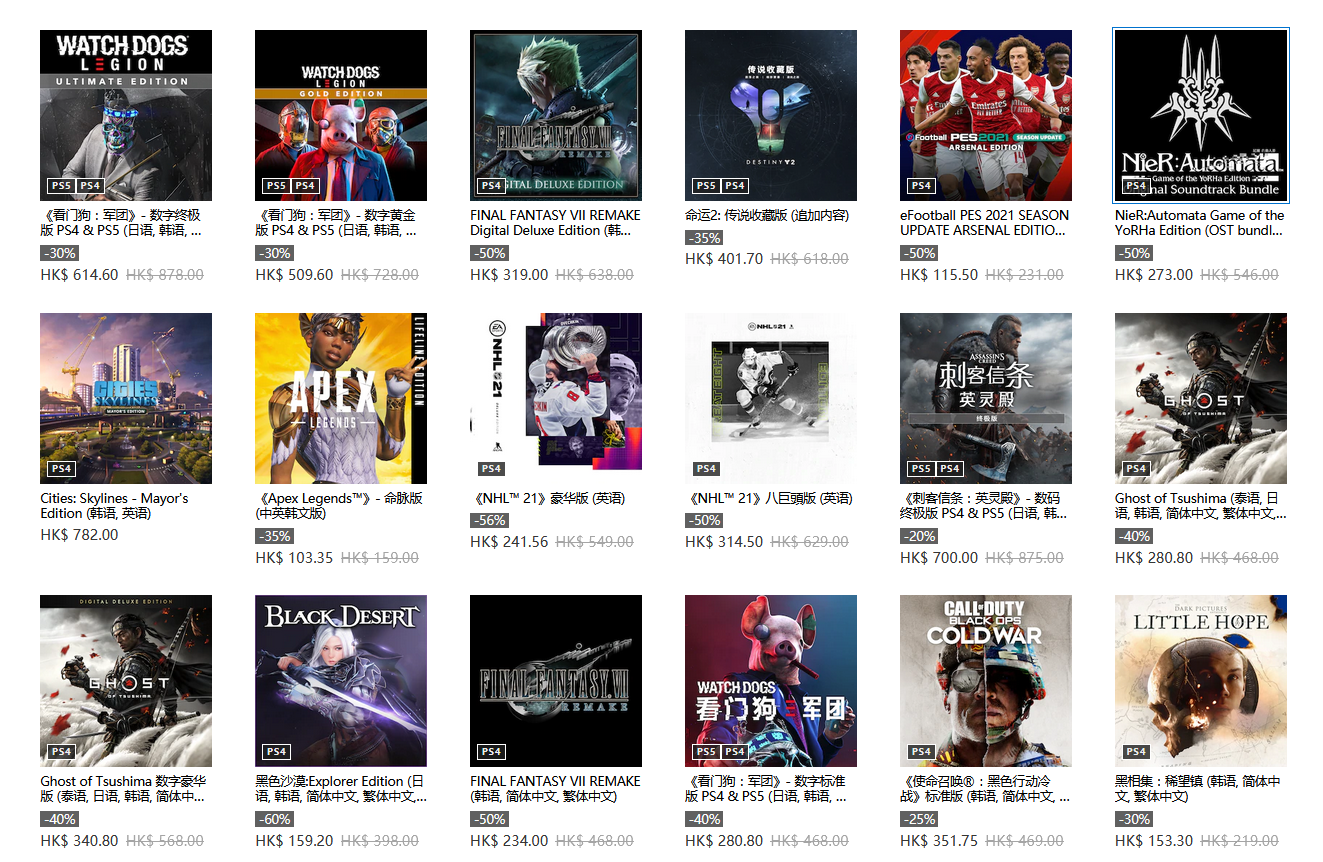 WATCH DOGS
LEGION
ULTIMATE EDITION
PS5 PS4
《看门狗：军团》- 数字终极
版 PS4 & PS5 (日语, 韩语, ...
-30%
HK$ 614.60 HK$ 878.00
WATCH DOGS
LEGION
GOLD EDITION
PS5 PS4
《看门狗：军团》- 数字黄金
版 PS4 & PS5 (日语, 韩语, ...
-30%
HK$ 509.60 HK$ 728.00
FINAL FANTASY VII
REMAKE
DIGITAL DELUXE EDITION
PS4
FINAL FANTASY VII REMAKE
Digital Deluxe Edition (韩...
-50%
HK$ 319.00 HK$ 638.00
传说收藏版
DESTINY 2
PS5 PS4
命运2: 传说收藏版 (追加内容)
-35%
HK$ 401.70 HK$ 618.00
eFootball PES2021 SEASON UPDATE
ARSENAL EDITION
PS4
eFootball PES 2021 SEASON
UPDATE ARSENAL EDITIO...
-50%
HK$ 115.50 HK$ 231.00
NieR:Automata
Game of the YoRHa Edition
Original Soundtrack Bundle
PS4
NieR:Automata Game of the
YoRHa Edition (OST bundl...
-50%
HK$ 273.00 HK$ 546.00
CITIES
SKYLINES
MAYOR'S EDITION
PS4
Cities: Skylines - Mayor's
Edition (韩语, 英语)
HK$ 782.00
LIFELINE EDITION
APEX
LEGENDS
《Apex Legends™》- 命脉版
(中英韩文版)
-35%
HK$ 103.35 HK$ 159.00
EA
NHL 21
PS4
《NHL™ 21》豪华版 (英语)
-56%
HK$ 241.56 HK$ 549.00
NHL 21
PS4
《NHL™ 21》八巨頭版 (英语)
-50%
HK$ 314.50 HK$ 629.00
ASSASSIN'S
CREED
刺客信条
英灵殿
终极版
PS5 PS4
《刺客信条：英灵殿》- 数码
终极版 PS4 & PS5 (日语, 韩...
-20%
HK$ 700.00 HK$ 875.00
GHOST
OF TSUSHIMA
PS4
Ghost of Tsushima (泰语, 日
语, 韩语, 简体中文, 繁体中文,...
-40%
HK$ 280.80 HK$ 468.00
DIGITAL DELUXE EDITION
GHOST
OF TSUSHIMA
PS4
Ghost of Tsushima 数字豪华
版 (泰语, 日语, 韩语, 简体中...
-40%
HK$ 340.80 HK$ 568.00
BLACK DESERT
PS4
黑色沙漠:Explorer Edition (日
语, 韩语, 简体中文, 繁体中文,...
-60%
HK$ 159.20 HK$ 398.00
FINAL FANTASY VII
REMAKE
PS4
FINAL FANTASY VII REMAKE
(韩语, 简体中文, 繁体中文)
-50%
HK$ 234.00 HK$ 468.00
WATCH DOGS
看门狗 军团
PS5 PS4
《看门狗：军团》- 数字标准
版 PS4 & PS5 (日语, 韩语, ...
-40%
HK$ 280.80 HK$ 468.00
CALL OF DUTY
BLACK OPS
COLD WAR
PS4
《使命召唤®：黑色行动冷
战》标准版 (韩语, 简体中文, ...
-25%
HK$ 351.75 HK$ 469.00
THE DARK PICTURES
LITTLE HOPE
PS4
黑相集：稀望镇 (韩语, 简体中
文, 繁体中文)
-30%
HK$ 153.30 HK$ 219.00